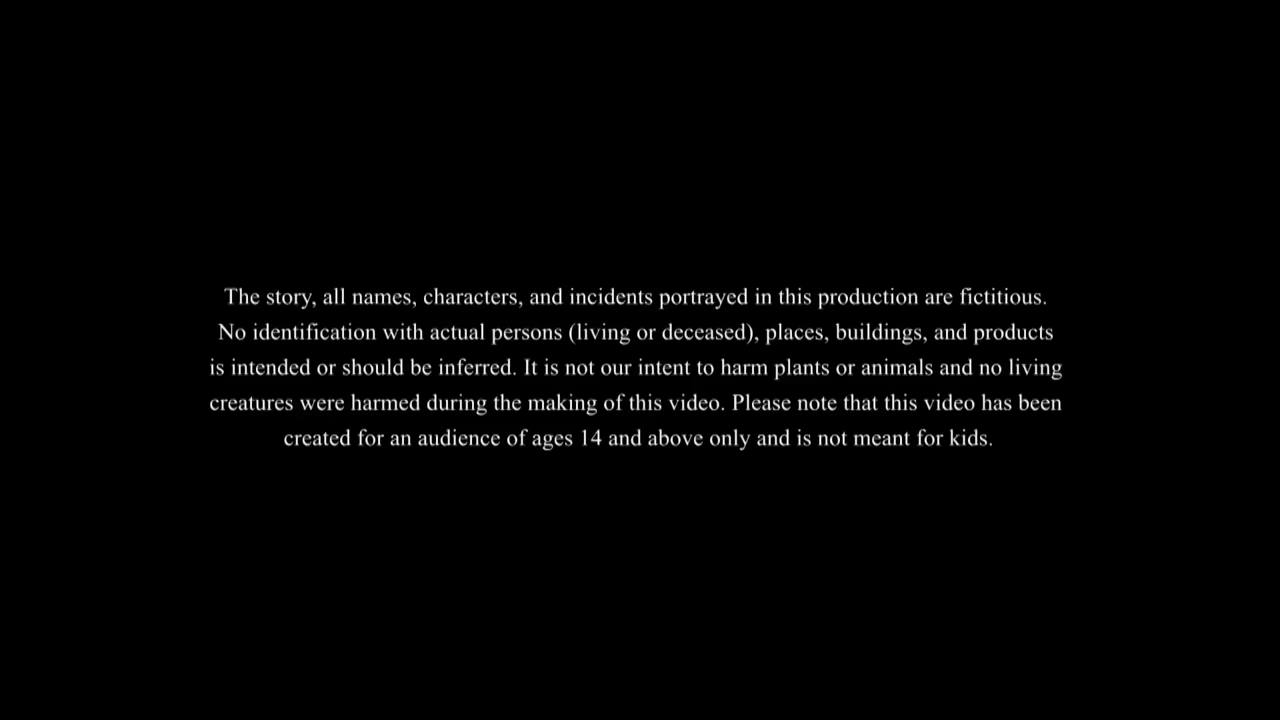 The story, all names, characters, and incidents portrayed in this production are fictitious.
No identification with actual persons (living or deceased), places, buildings, and products
is intended or should be inferred. It is not our intent to harm plants or animals and no living
creatures were harmed during the making of this video. Please note that this video has been
created for an audience of ages 14 and above only and is not meant for kids.